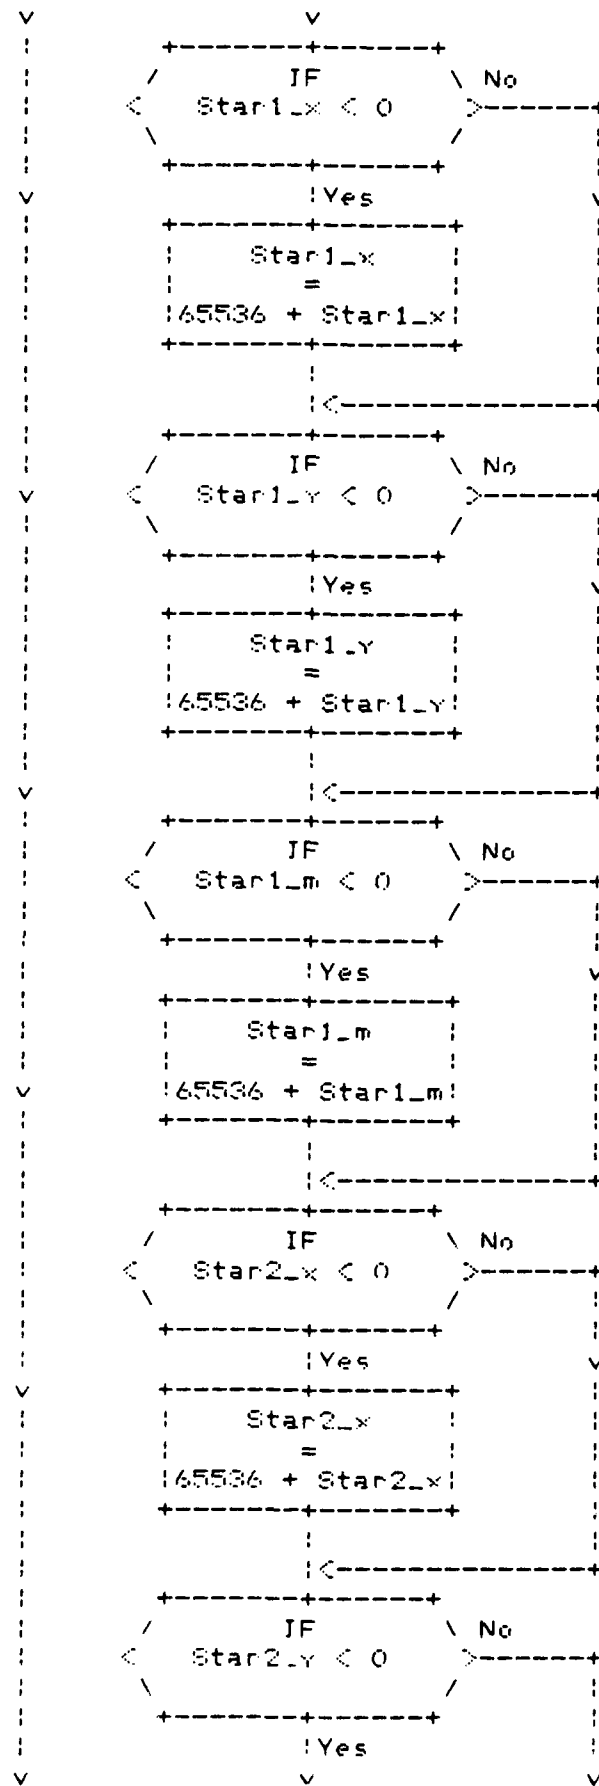 IF
No
Star1_x < 0
Yes
Star1_x
=
65536 + Star1_x
IF
No
Star1_y < 0
Yes
Star1_y
=
65536 + Star1_y
IF
No
Star1_m < 0
Yes
Star1_m
=
65536 + Star1_m
IF
No
Star2_x < 0
Yes
Star2_x
=
65536 + Star2_x
IF
No
Star2_y < 0
Yes